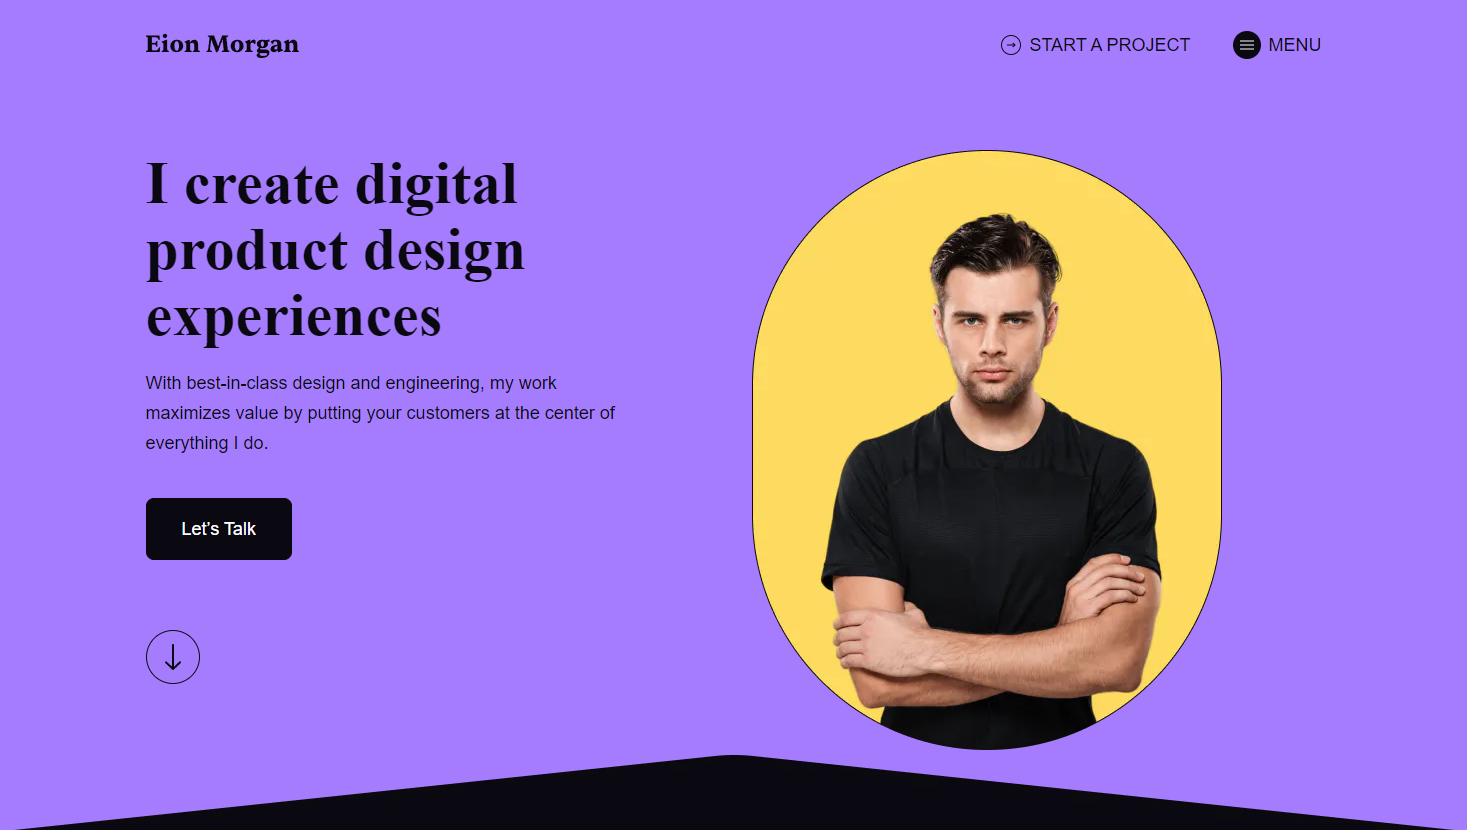 Eion Morgan
START A PROJECT
MENU
I create digital
product design
experiences
With best-in-class design and engineering, my work
maximizes value by putting your customers at the center of
everything I do.
Let's Talk